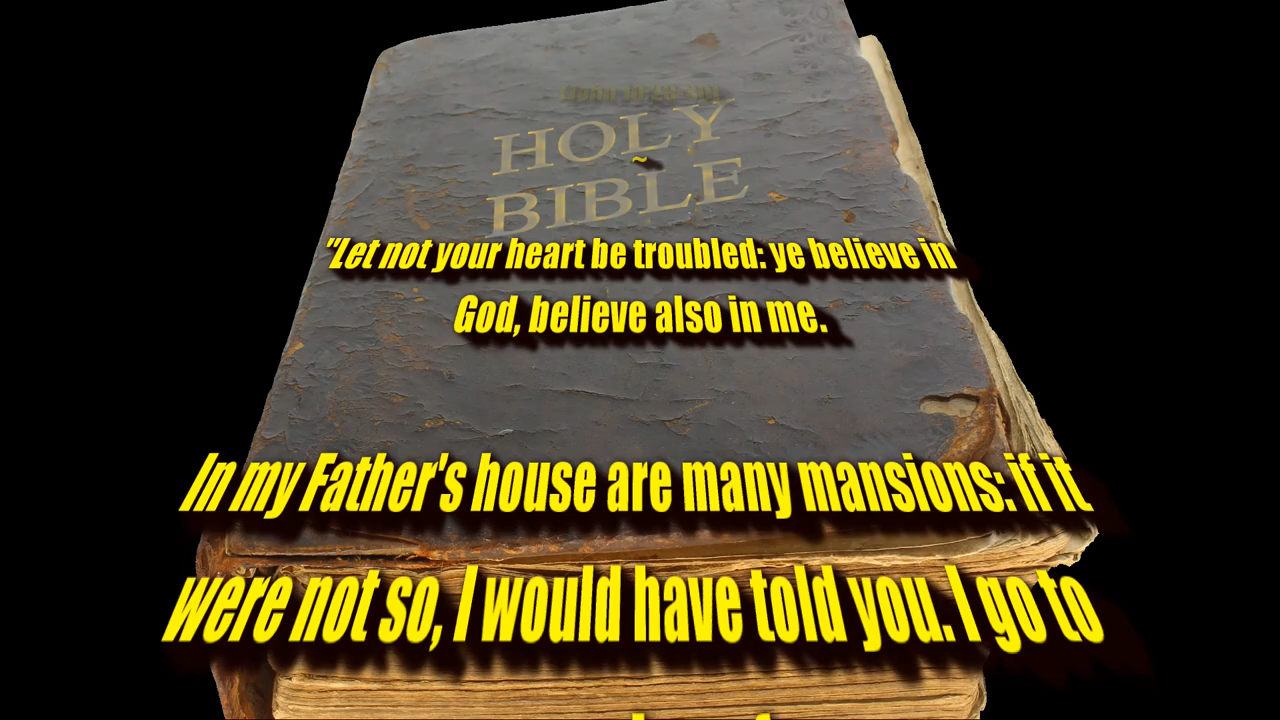 HOLY
~
BIBLE
"Let not your heart be troubled: ye believe in
God, believe also in me.
In my Father's house are many mansions: if it
were not so, I would have told you. I go to